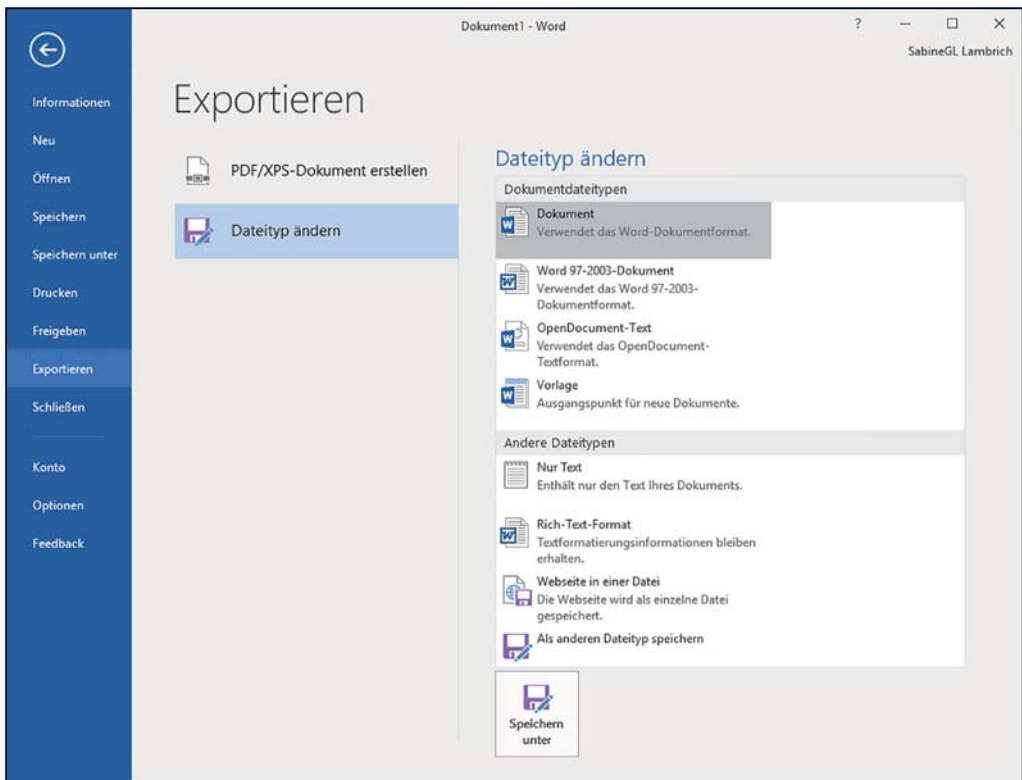 Dokument1 - Word
?
SabineGL Lambrich
Informationen
Neu
Öffnen
Speichern
Speichern unter
Drucken
Freigeben
Exportieren
Schließen
Konto
Optionen
Feedback
Exportieren
PDF/XPS-Dokument erstellen
Dateityp ändern
Dateityp ändern
Dokumentdateitypen
Dokument
Verwendet das Word-Dokumentformat.
Word 97-2003-Dokument
Verwendet das Word 97-2003-
Dokumentformat.
OpenDocument-Text
Verwendet das OpenDocument-
Textformat.
Vorlage
Ausgangspunkt für neue Dokumente.
Andere Dateitypen
Nur Text
Enthält nur den Text Ihres Dokuments.
Rich-Text-Format
Textformatierungsinformationen bleiben
erhalten.
Webseite in einer Datei
Die Webseite wird als einzelne Datei
gespeichert.
Als anderen Dateityp speichern
Speichern
unter